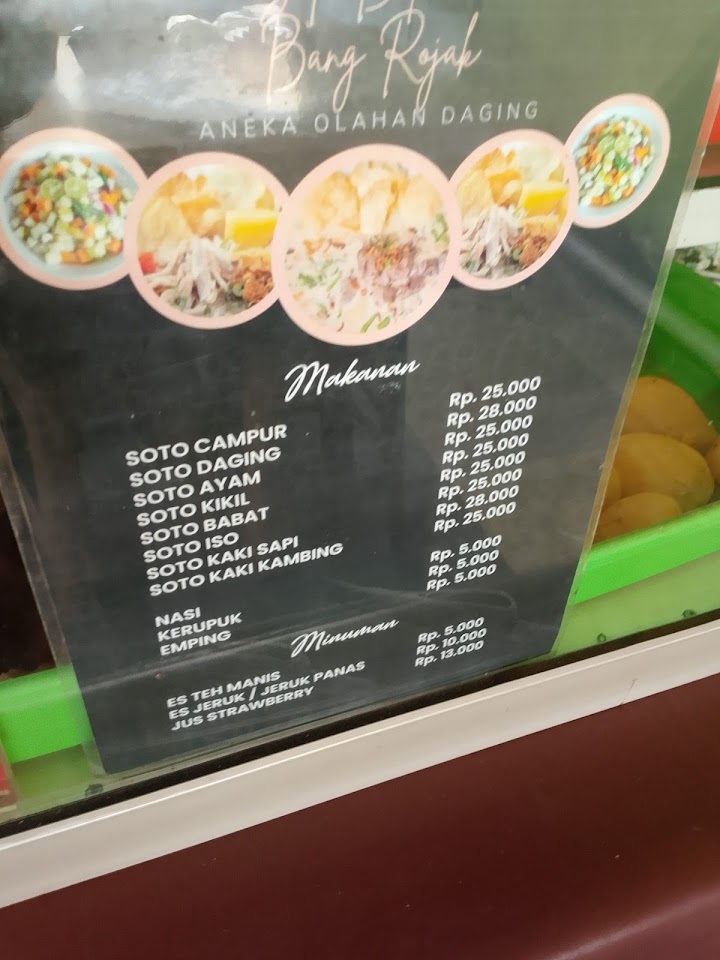 Bang Rojak
ANEKA OLAHAN DAGING
Makanan
SOTO CAMPUR Rp. 25.000
SOTO DAGING Rp. 28.000
SOTO AYAM Rp. 25.000
SOTO KIKIL Rp. 25.000
SOTO BABAT Rp. 25.000
SOTO ISO Rp. 25.000
SOTO KAKI SAPI Rp. 28.000
SOTO KAKI KAMBING Rp. 25.000
NASI Rp. 5.000
KERUPUK Rp. 5.000
EMPING Rp. 5.000
Minuman
ES TEH MANIS Rp. 5.000
ES JERUK / JERUK PANAS Rp. 10.000
JUS STRAWBERRY Rp. 13.000